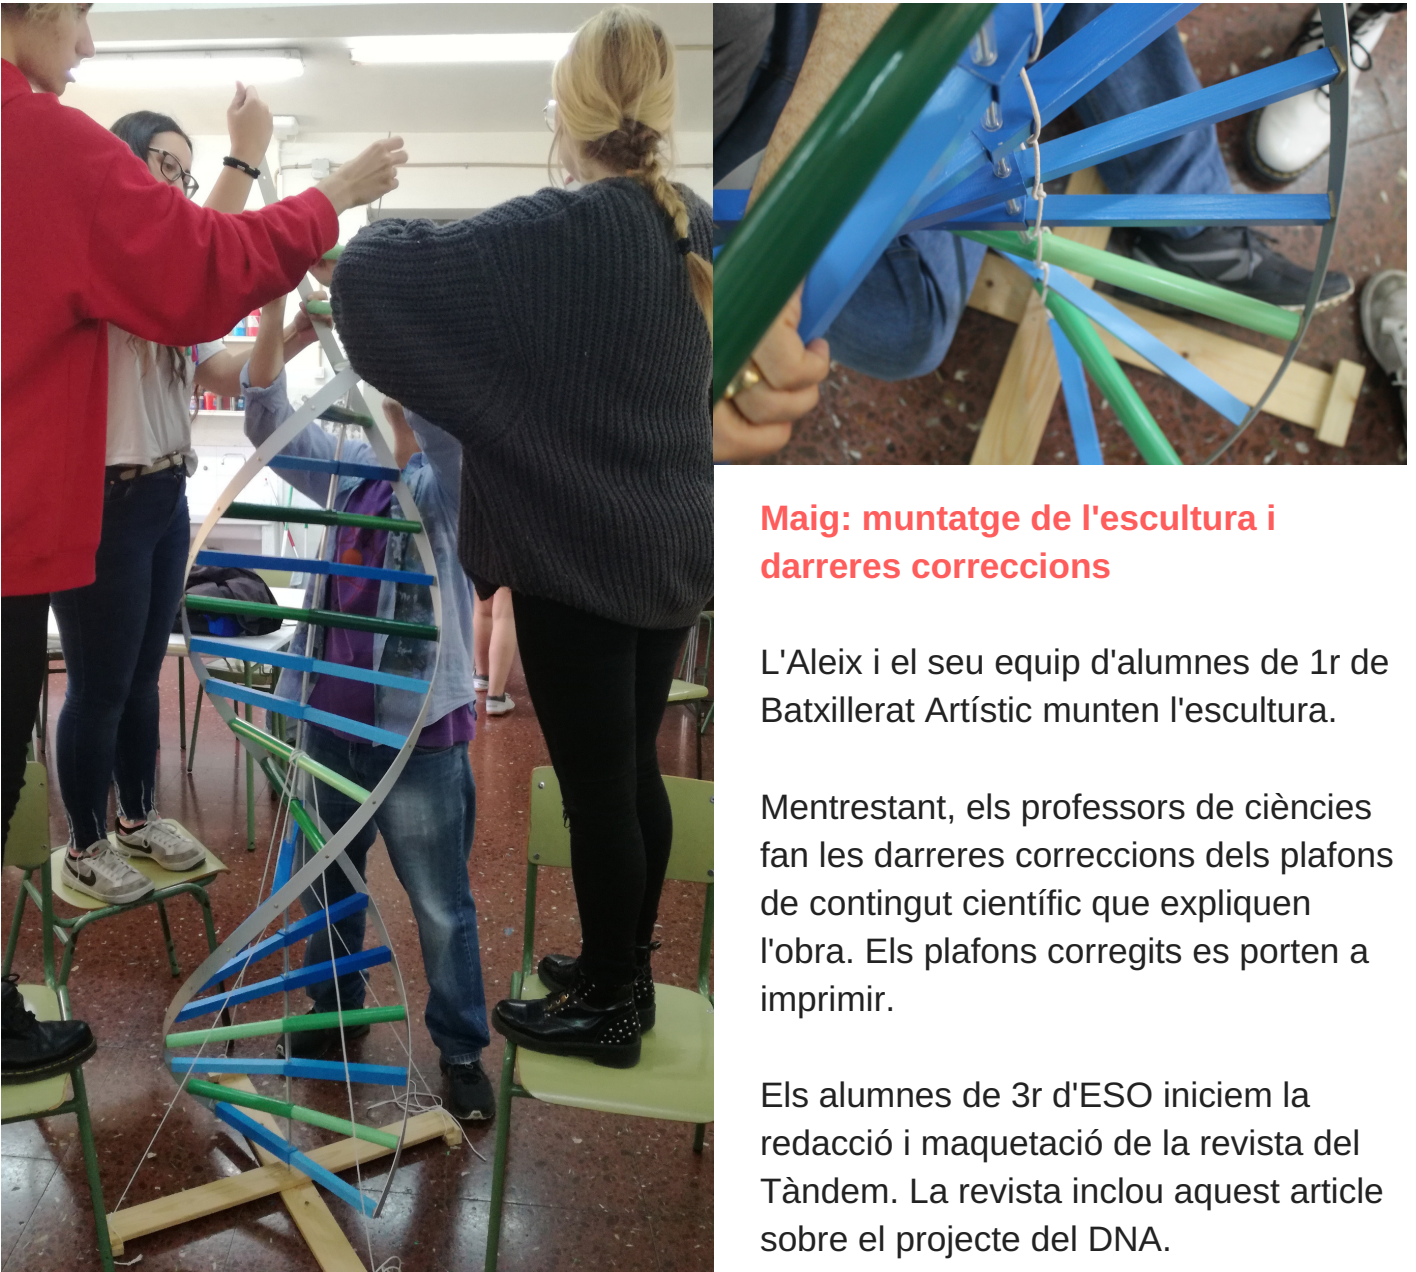 Maig: muntatge de l'escultura i
darreres correccions
L'Aleix i el seu equip d'alumnes de 1r de
Batxillerat Artístic munten l'escultura.
Mentrestant, els professors de ciències
fan les darreres correccions dels plafons
de contingut científic que expliquen
l'obra. Els plafons corregits es porten a
imprimir.
Els alumnes de 3r d'ESO iniciem la
redacció i maquetació de la revista del
Tàndem. La revista inclou aquest article
sobre el projecte del DNA.